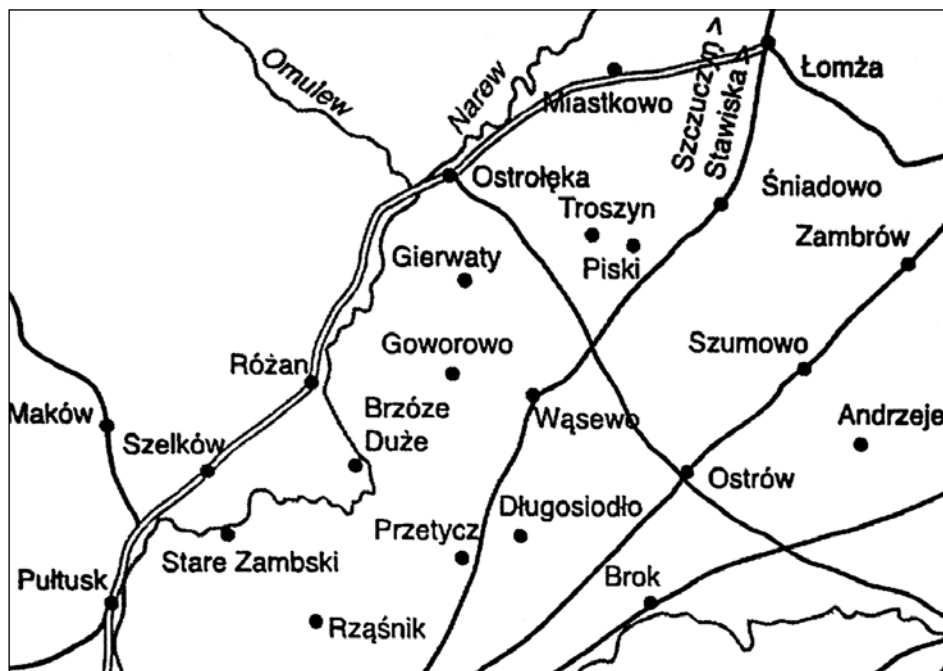 Omulew
Narew
Szczuczyn >
Stawiska >
Łomża
Miastkowo
Ostrołęka
Śniadowo
Troszyn
Zambrów
Gierwaty
Piski
Goworowo
Szumowo
Różan
Brzóze
Duże
Wąsewo
Maków
Andrzeje
Szelków
Ostrów
Długosiodło
Przetycz
Stare Zambski
Pułtusk
Brok
Rząśnik